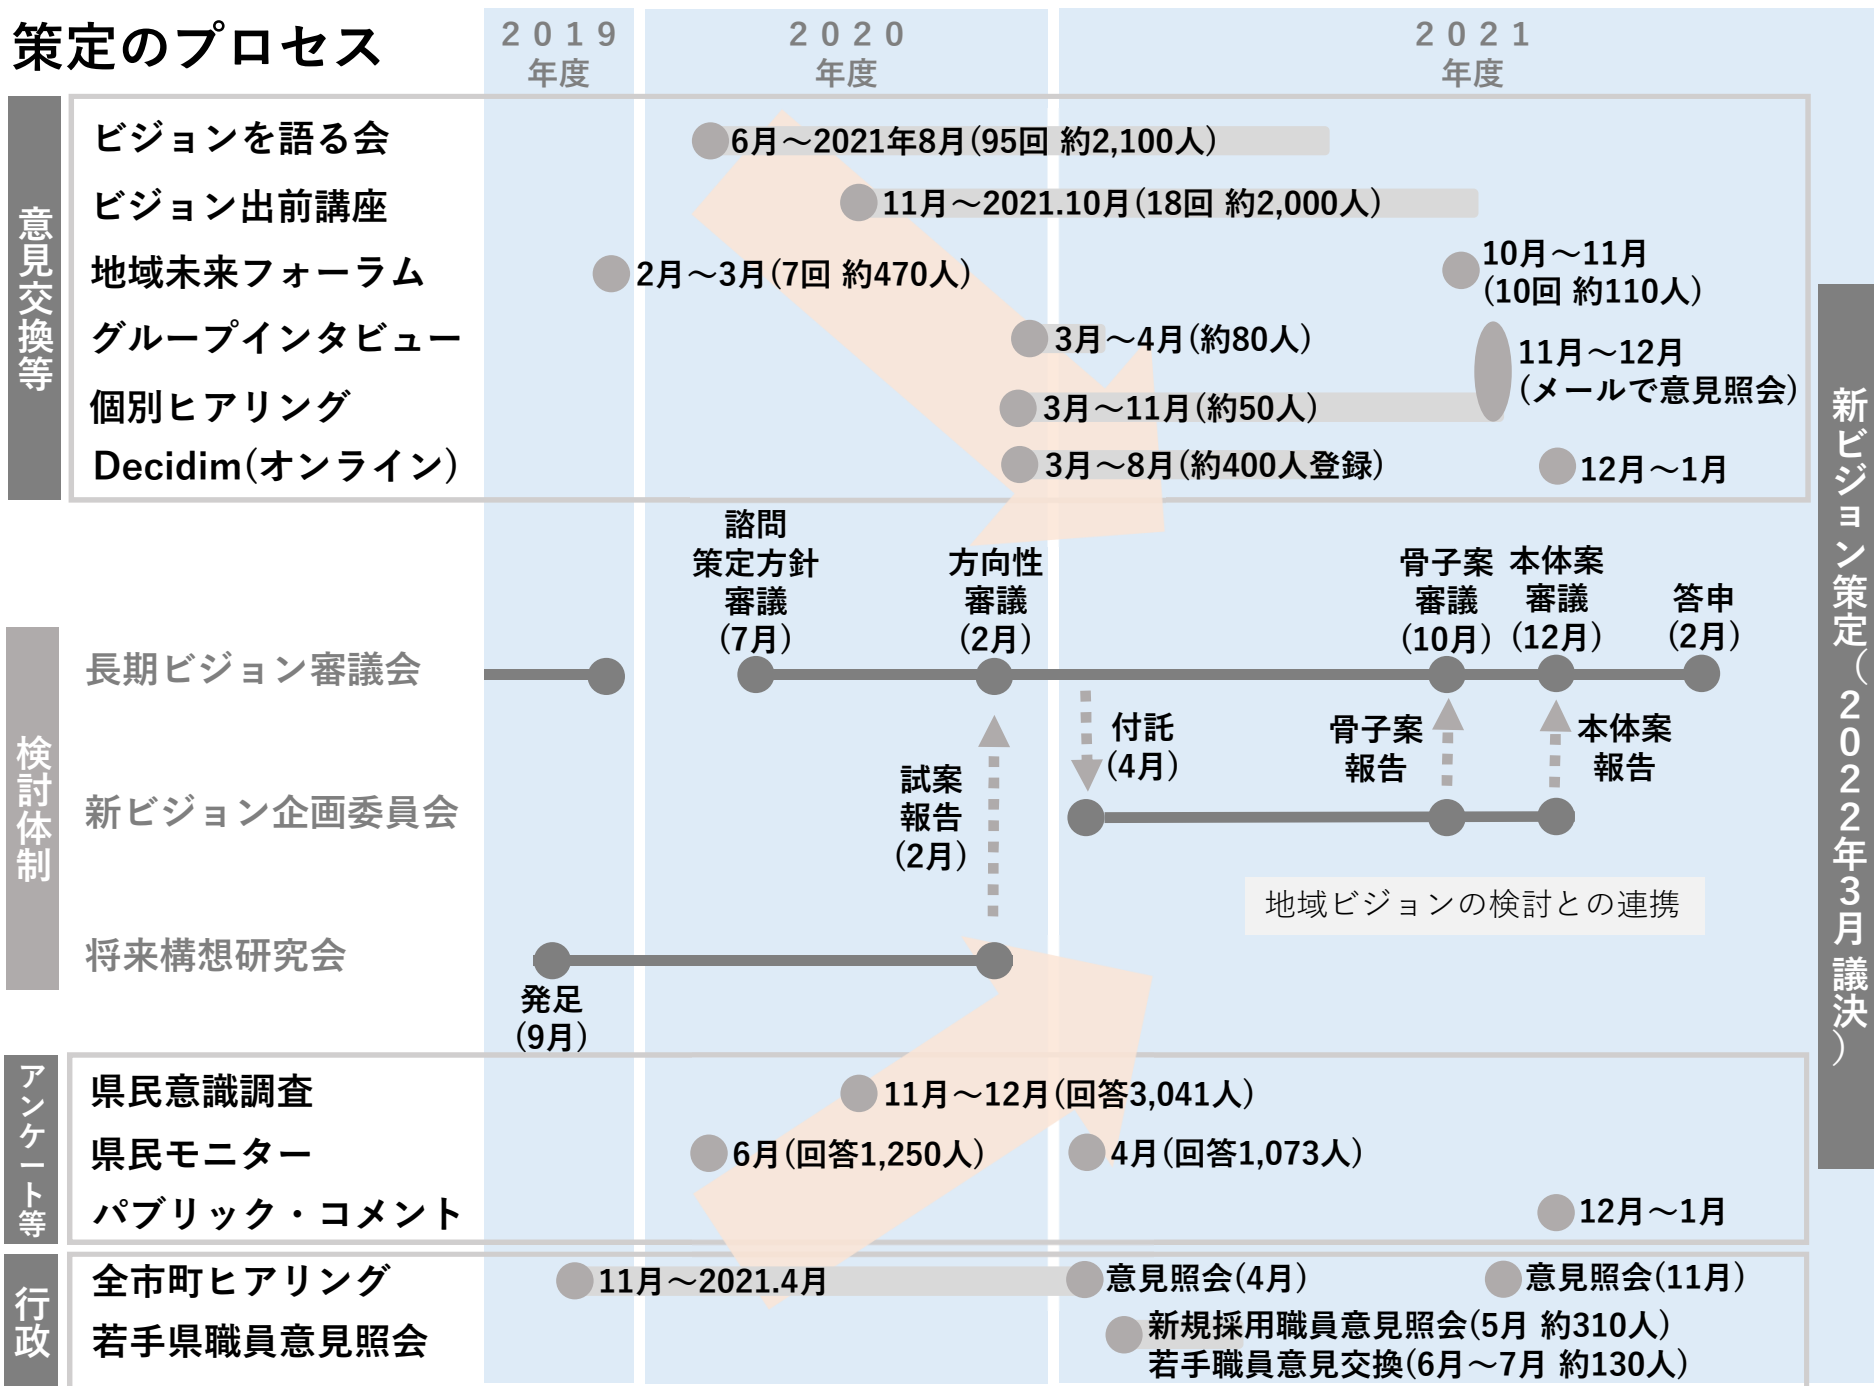 策定のプロセス
2019
年度
2020
年度
2021
年度
意見交換等
ビジョンを語る会
6月～2021年8月(95回 約2,100人)
ビジョン出前講座
11月～2021.10月(18回 約2,000人)
地域未来フォーラム
2月～3月(7回 約470人)
10月～11月
(10回 約110人)
グループインタビュー
3月～4月(約80人)
11月～12月
(メールで意見照会)
個別ヒアリング
3月～11月(約50人)
Decidim(オンライン)
3月～8月(約400人登録)
12月～1月
検討体制
長期ビジョン審議会
諮問
策定方針
審議
(7月)
方向性
審議
(2月)
骨子案
審議
(10月)
本体案
審議
(12月)
答申
(2月)
付託
(4月)
骨子案
報告
本体案
報告
新ビジョン企画委員会
試案
報告
(2月)
地域ビジョンの検討との連携
将来構想研究会
発足
(9月)
アンケート等
県民意識調査
11月～12月(回答3,041人)
県民モニター
6月(回答1,250人)
4月(回答1,073人)
パブリック・コメント
12月～1月
行政
全市町ヒアリング
11月～2021.4月
意見照会(4月)
意見照会(11月)
若手県職員意見照会
新規採用職員意見照会(5月 約310人)
若手職員意見交換(6月～7月 約130人)
新ビジョン策定（2022年3月 議決）